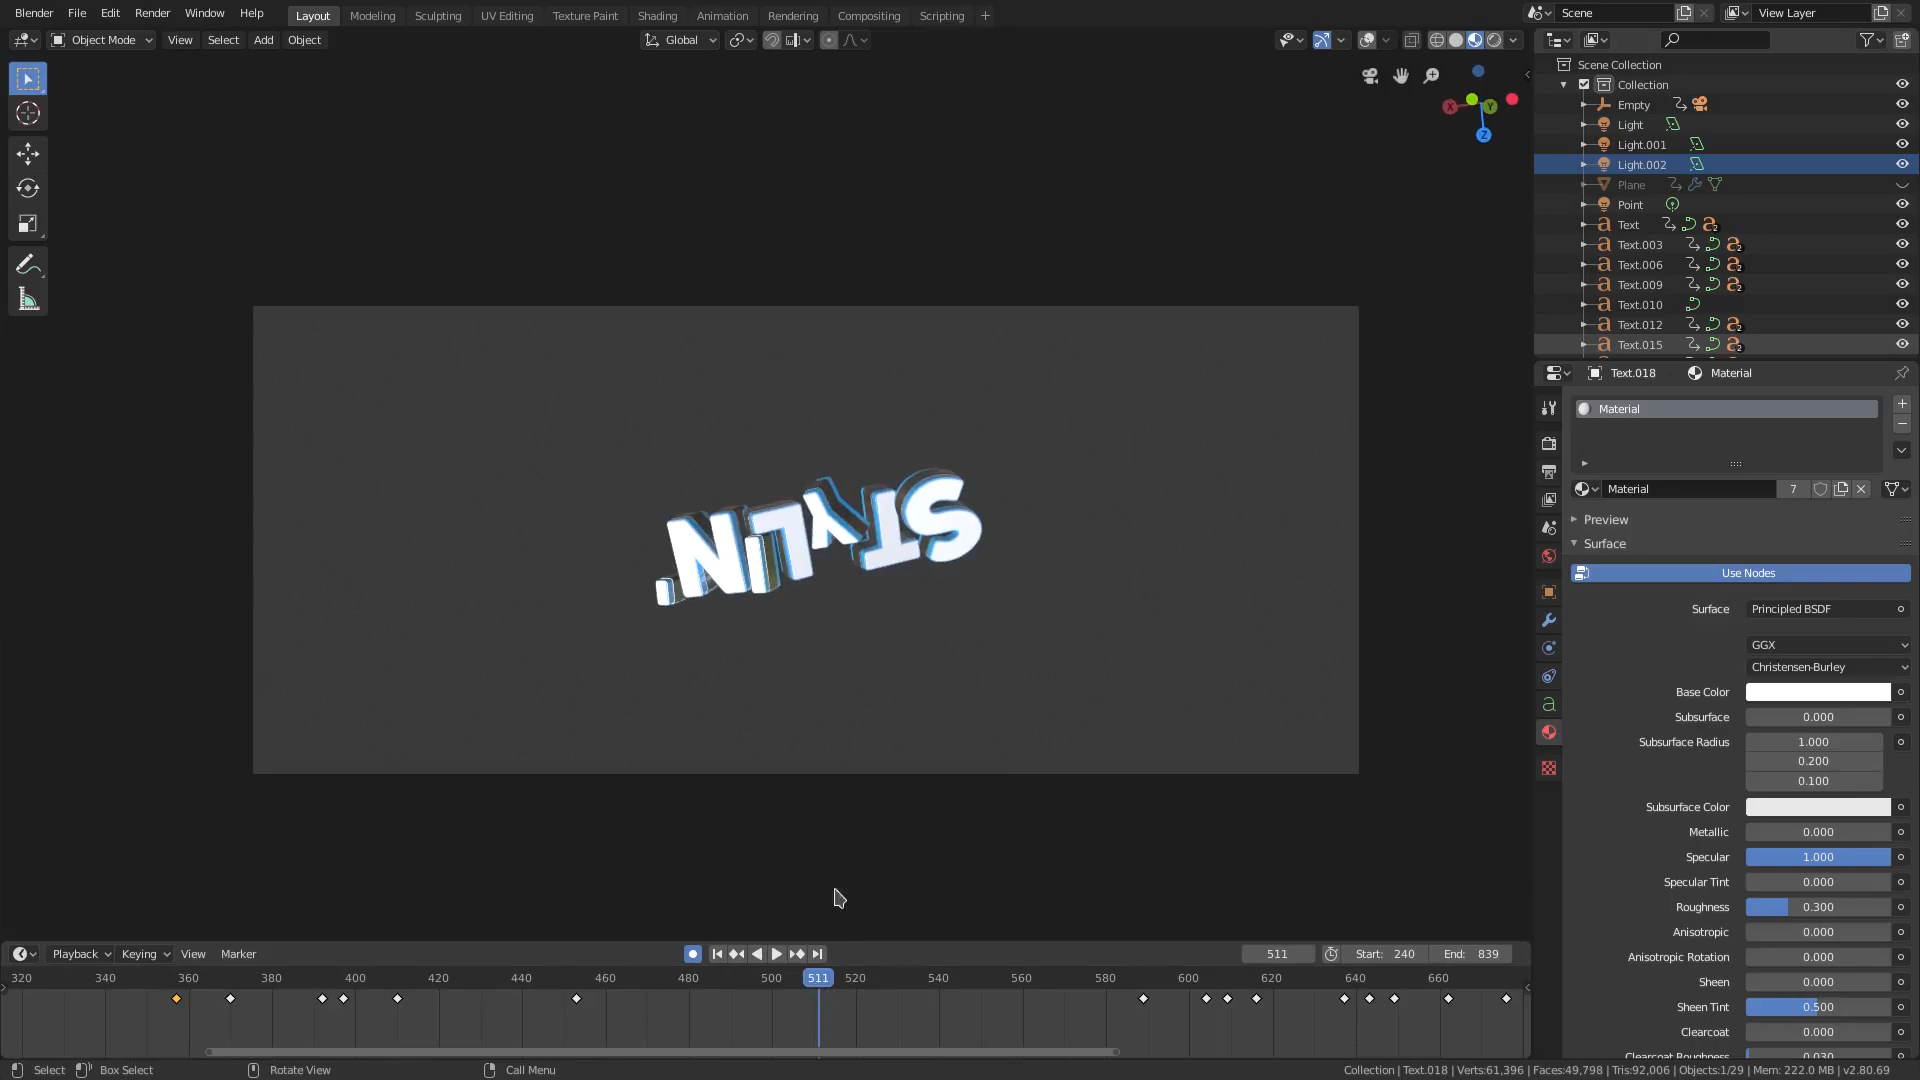 Blender File Edit Render Window Help Layout Modeling Sculpting UV Editing Texture Paint Shading Animation Rendering Compositing Scripting + Scene View Layer
Object Mode View Select Add Object Global
X Y Z
Scene Collection
Collection
Empty
Light
Light.001
Light.002
Plane
Point
Text
Text.003
Text.006
Text.009
Text.010
Text.012
Text.015
STYLIN'
Text.018 Material
Material
Material 7
Preview
Surface
Use Nodes
Surface Principled BSDF
GGX
Christensen-Burley
Base Color
Subsurface 0.000
Subsurface Radius 1.000
0.200
0.100
Subsurface Color
Metallic 0.000
Specular 1.000
Specular Tint 0.000
Roughness 0.300
Anisotropic 0.000
Anisotropic Rotation 0.000
Sheen 0.000
Sheen Tint 0.500
Clearcoat 0.000
Clearcoat Roughness 0.030
Playback Keying View Marker 511 Start: 240 End: 839
320 340 360 380 400 420 440 460 480 500 511 520 540 560 580 600 620 640 660
Select Box Select Rotate View Call Menu Collection | Text.018 | Verts:61,396 | Faces:49,798 | Tris:92,006 | Objects:1/29 | Mem: 222.0 MB | v2.80.69